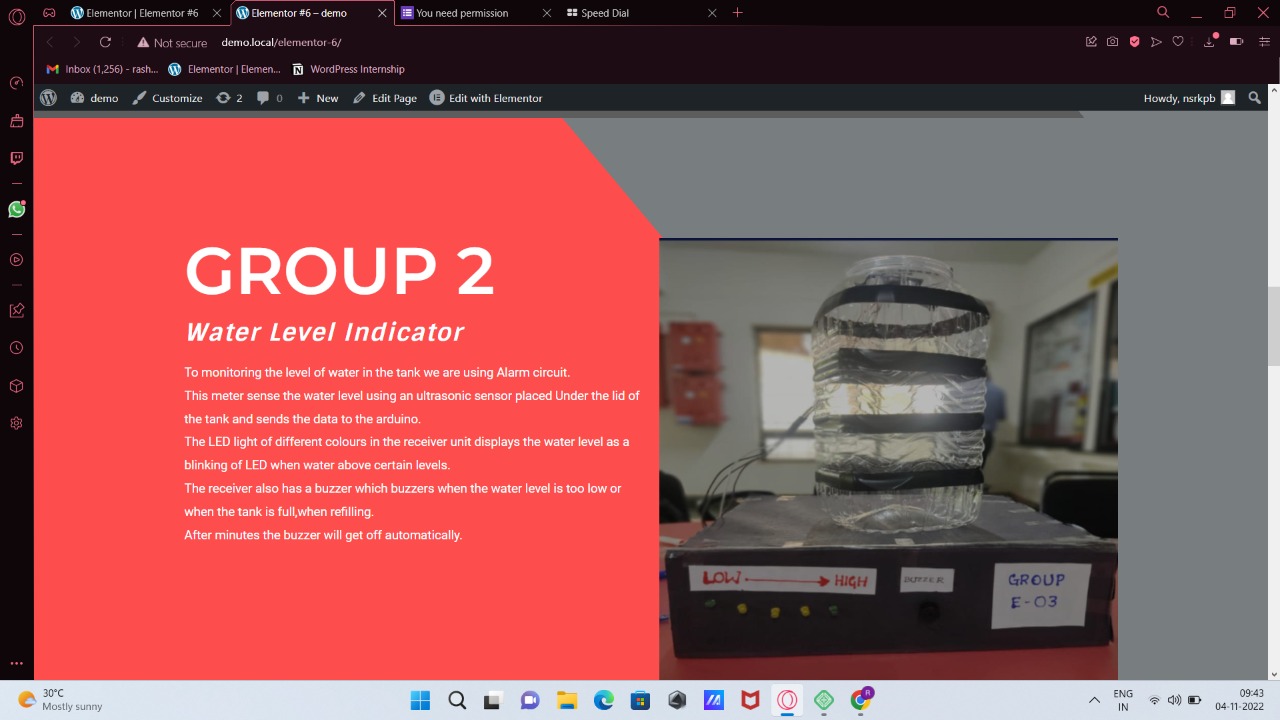 WordPress
demo – Elementor #6
You need permission
Speed Dial
Not secure
demo.local/elementor-6/
Inbox (1,256) - rash...
Elementor | Elemen...
WordPress Internship
demo
Customize
2
0
New
Edit Page
Edit with Elementor
Howdy, nsrkpb
GROUP 2
Water Level Indicator
To monitoring the level of water in the tank we are using Alarm circuit.
This meter sense the water level using an ultrasonic sensor placed Under the lid of
the tank and sends the data to the arduino.
The LED light of different colours in the receiver unit displays the water level as a
blinking of LED when water above certain levels.
The receiver also has a buzzer which buzzers when the water level is too low or
when the tank is full,when refilling.
After minutes the buzzer will get off automatically.
LOW HIGH
BUZZER
GROUP
E-03
30°C
Mostly sunny
R
ENG
IN
09:43
04-11-2022